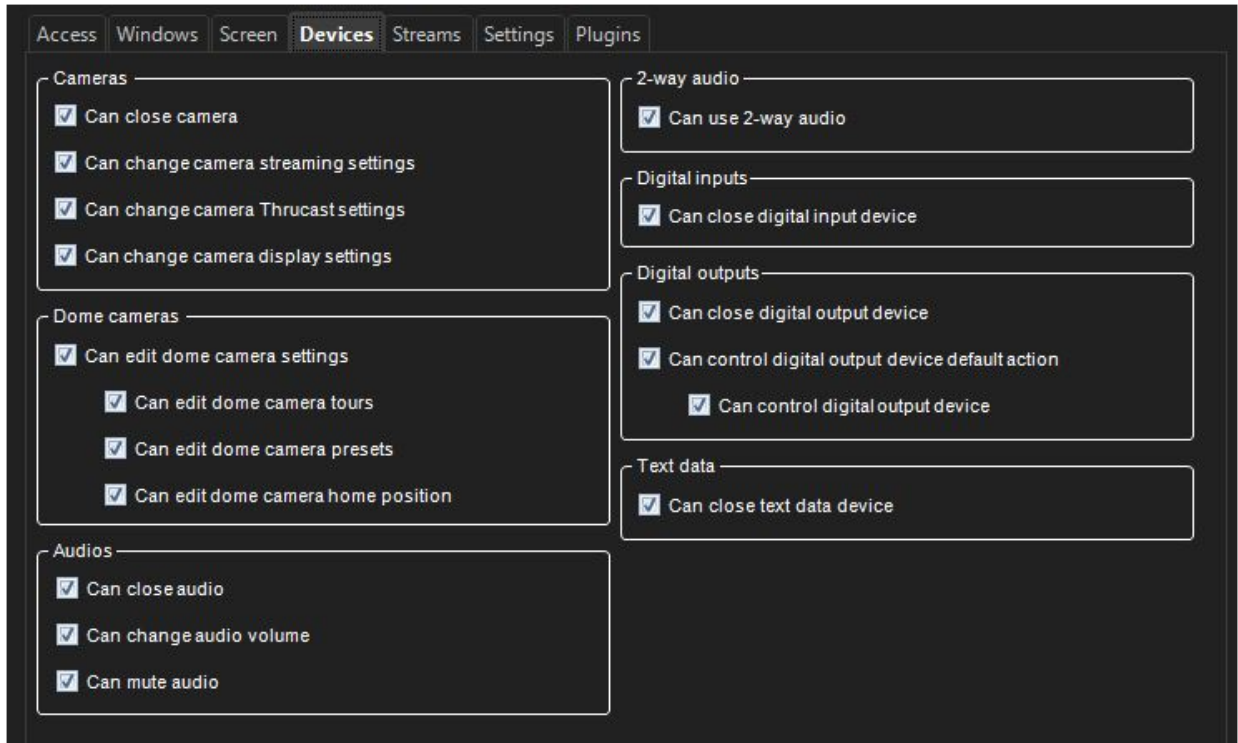 Access Windows Screen Devices Streams Settings Plugins
Cameras
Can close camera
Can change camera streaming settings
Can change camera Thrucast settings
Can change camera display settings
Dome cameras
Can edit dome camera settings
Can edit dome camera tours
Can edit dome camera presets
Can edit dome camera home position
Audios
Can close audio
Can change audio volume
Can mute audio
2-way audio
Can use 2-way audio
Digital inputs
Can close digital input device
Digital outputs
Can close digital output device
Can control digital output device default action
Can control digital output device
Text data
Can close text data device